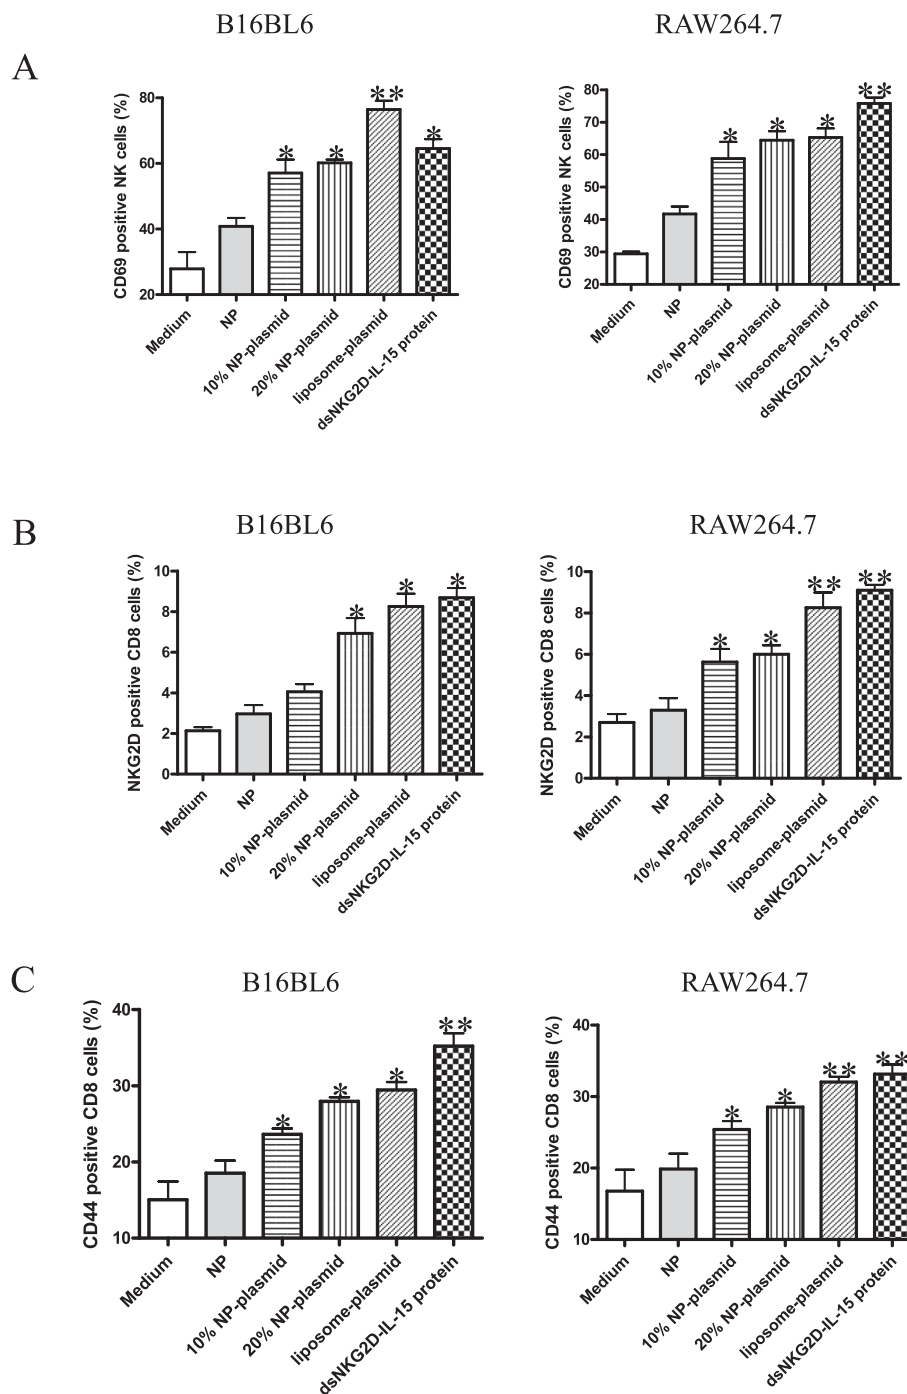 B16BL6
RAW264.7
A
CD69 positive NK cells (%)
80
60
40
20
**
*
*
*
Medium
NP
10% NP-plasmid
20% NP-plasmid
liposome-plasmid
dsNKG2D-IL-15 protein
CD69 positive NK cells (%)
80
70
60
50
40
30
20
*
*
*
**
Medium
NP
10% NP-plasmid
20% NP-plasmid
liposome-plasmid
dsNKG2D-IL-15 protein
B
B16BL6
RAW264.7
NKG2D positive CD8 cells (%)
10
8
6
4
2
0
*
*
*
Medium
NP
10% NP-plasmid
20% NP-plasmid
liposome-plasmid
dsNKG2D-IL-15 protein
NKG2D positive CD8 cells (%)
10
8
6
4
2
0
*
*
**
**
Medium
NP
10% NP-plasmid
20% NP-plasmid
liposome-plasmid
dsNKG2D-IL-15 protein
C
B16BL6
RAW264.7
CD44 positive CD8 cells (%)
40
30
20
10
*
*
*
**
Medium
NP
10% NP-plasmid
20% NP-plasmid
liposome-plasmid
dsNKG2D-IL-15 protein
CD44 positive CD8 cells (%)
40
30
20
10
*
*
**
**
Medium
NP
10% NP-plasmid
20% NP-plasmid
liposome-plasmid
dsNKG2D-IL-15 protein